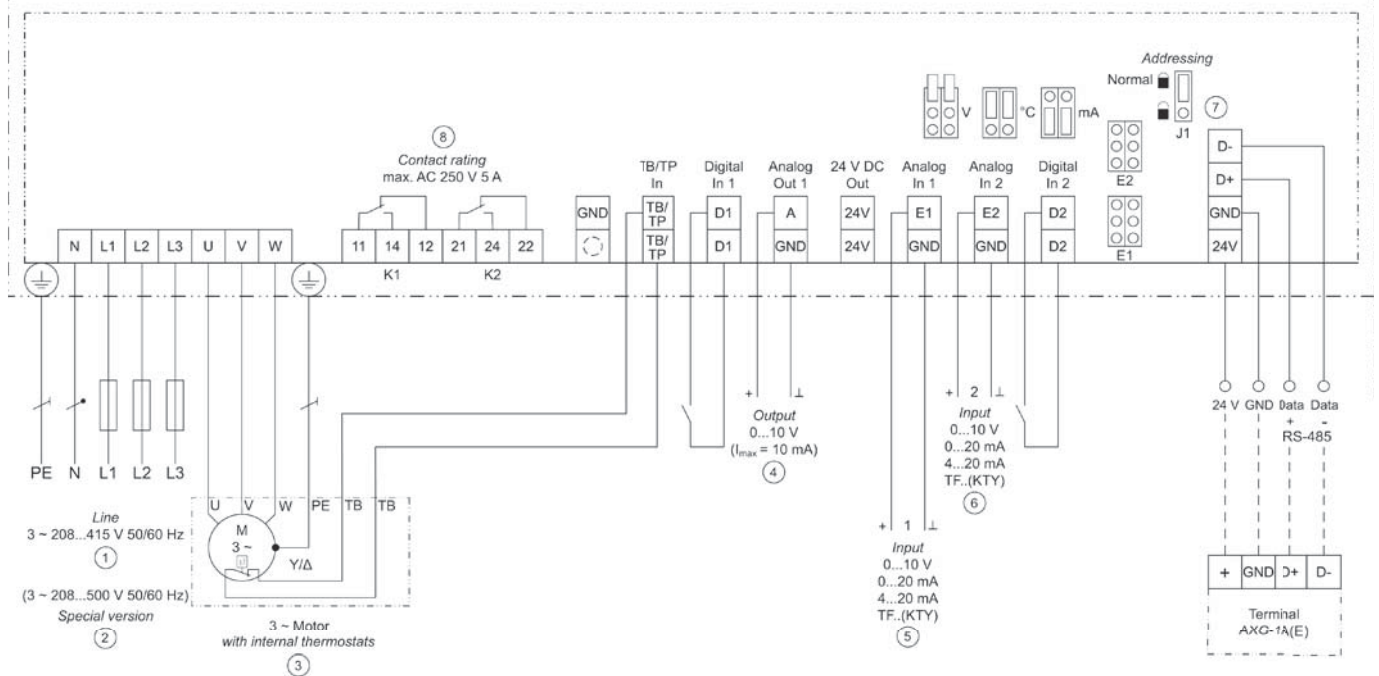 Addressing
Normal
V
°C
mA
J1
7
8
Contact rating
max. AC 250 V 5 A
TB/TP
In
Digital
In 1
Analog
Out 1
24 V DC
Out
Analog
In 1
Analog
In 2
Digital
In 2
E2
E1
D-
D+
GND
24V
GND
TB/
TP
TB/
TP
D1
D1
A
GND
24V
24V
E1
GND
E2
GND
D2
D2
N L1 L2 L3 U V W
11 14 12 21 24 22
K1 K2
PE N L1 L2 L3
Line
3 ~ 208...415 V 50/60 Hz
1
(3 ~ 208...500 V 50/60 Hz)
Special version
2
U V W PE TB TB
M
3 ~
Y/Δ
3 ~ Motor
with internal thermostats
3
+ ⊥
Output
0...10 V
(Imax = 10 mA)
4
+ 1 ⊥
Input
0...10 V
0...20 mA
4...20 mA
TF..(KTY)
5
+ 2 ⊥
Input
0...10 V
0...20 mA
4...20 mA
TF..(KTY)
6
24 V GND Data Data
+ -
RS-485
+ GND D+ D-
Terminal
AXG-1A(E)